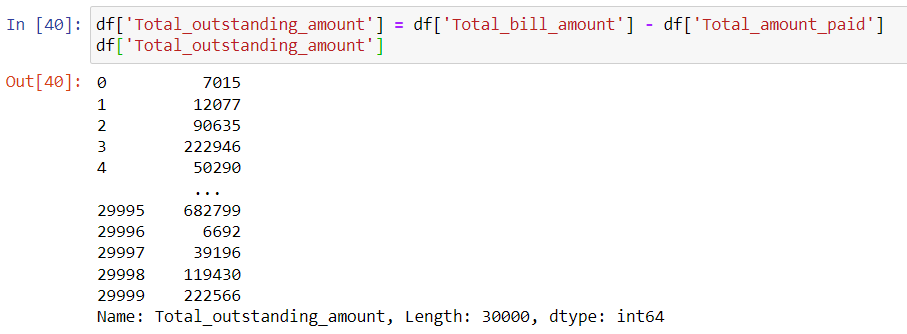 In [40]: df['Total_outstanding_amount'] = df['Total_bill_amount'] - df['Total_amount_paid']
df['Total_outstanding_amount']
Out[40]: 0 7015
1 12077
2 90635
3 222946
4 50290
...
29995 682799
29996 6692
29997 39196
29998 119430
29999 222566
Name: Total_outstanding_amount, Length: 30000, dtype: int64